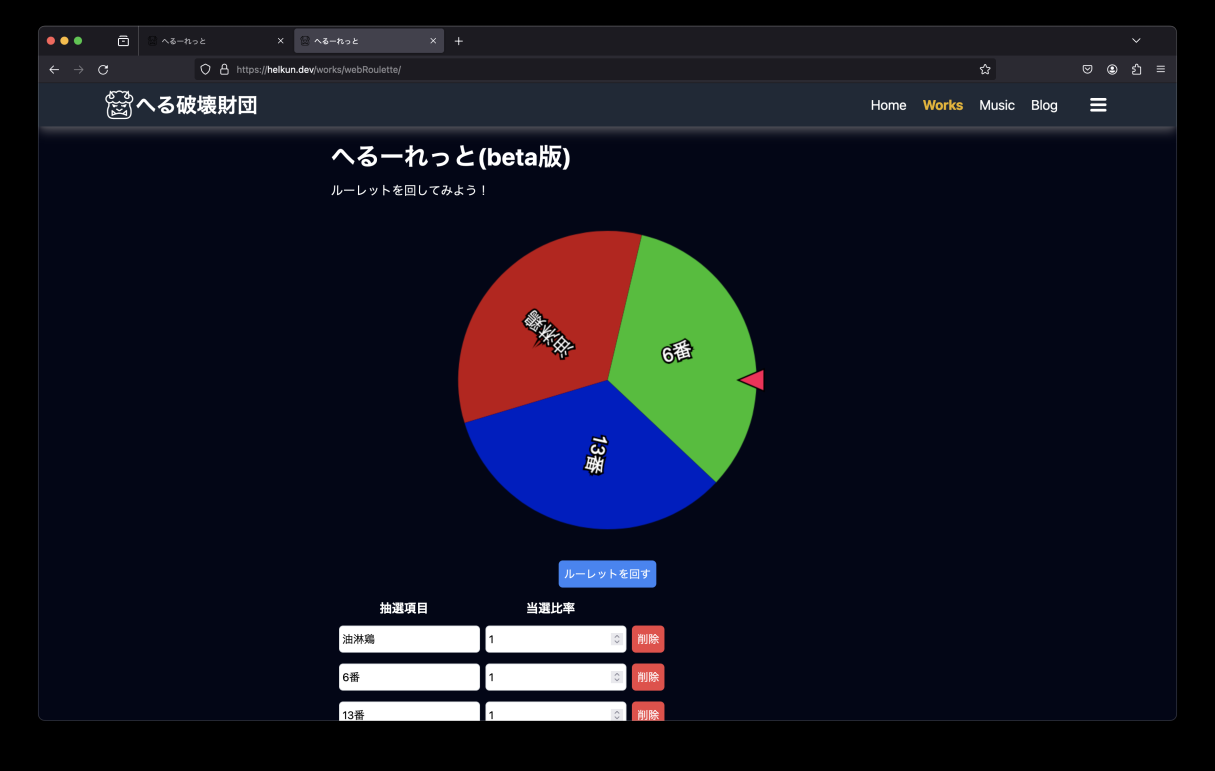 へるーれっと
へるーれっと
https://helkun.dev/works/webRoulette/
へる破壊財団
Home Works Music Blog
へるーれっと(beta版)
ルーレットを回してみよう！
油淋鶏
6番
13番
ルーレットを回す
抽選項目 当選比率
油淋鶏 1 削除
6番 1 削除
13番 1 削除